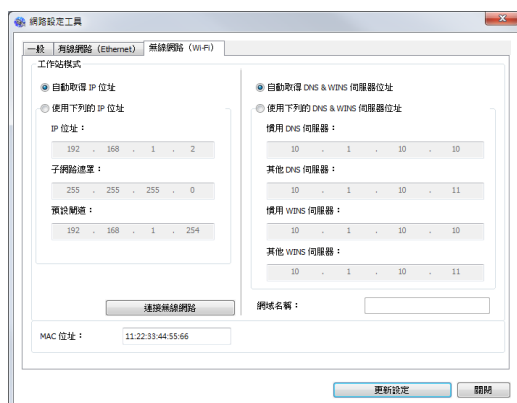 網路設定工具
一般 有線網路 (Ethernet) 無線網路 (Wi-Fi)
工作站模式
自動取得 IP 位址
使用下列的 IP 位址
IP 位址：
192 . 168 . 1 . 2
子網路遮罩：
255 . 255 . 255 . 0
預設閘道：
192 . 168 . 1 . 254
連接無線網路
自動取得 DNS & WINS 伺服器位址
使用下列的 DNS & WINS 伺服器位址
慣用 DNS 伺服器：
10 . 1 . 10 . 10
其他 DNS 伺服器：
10 . 1 . 10 . 11
慣用 WINS 伺服器：
10 . 1 . 10 . 10
其他 WINS 伺服器：
10 . 1 . 10 . 11
網域名稱：
MAC 位址： 11:22:33:44:55:66
更新設定 關閉